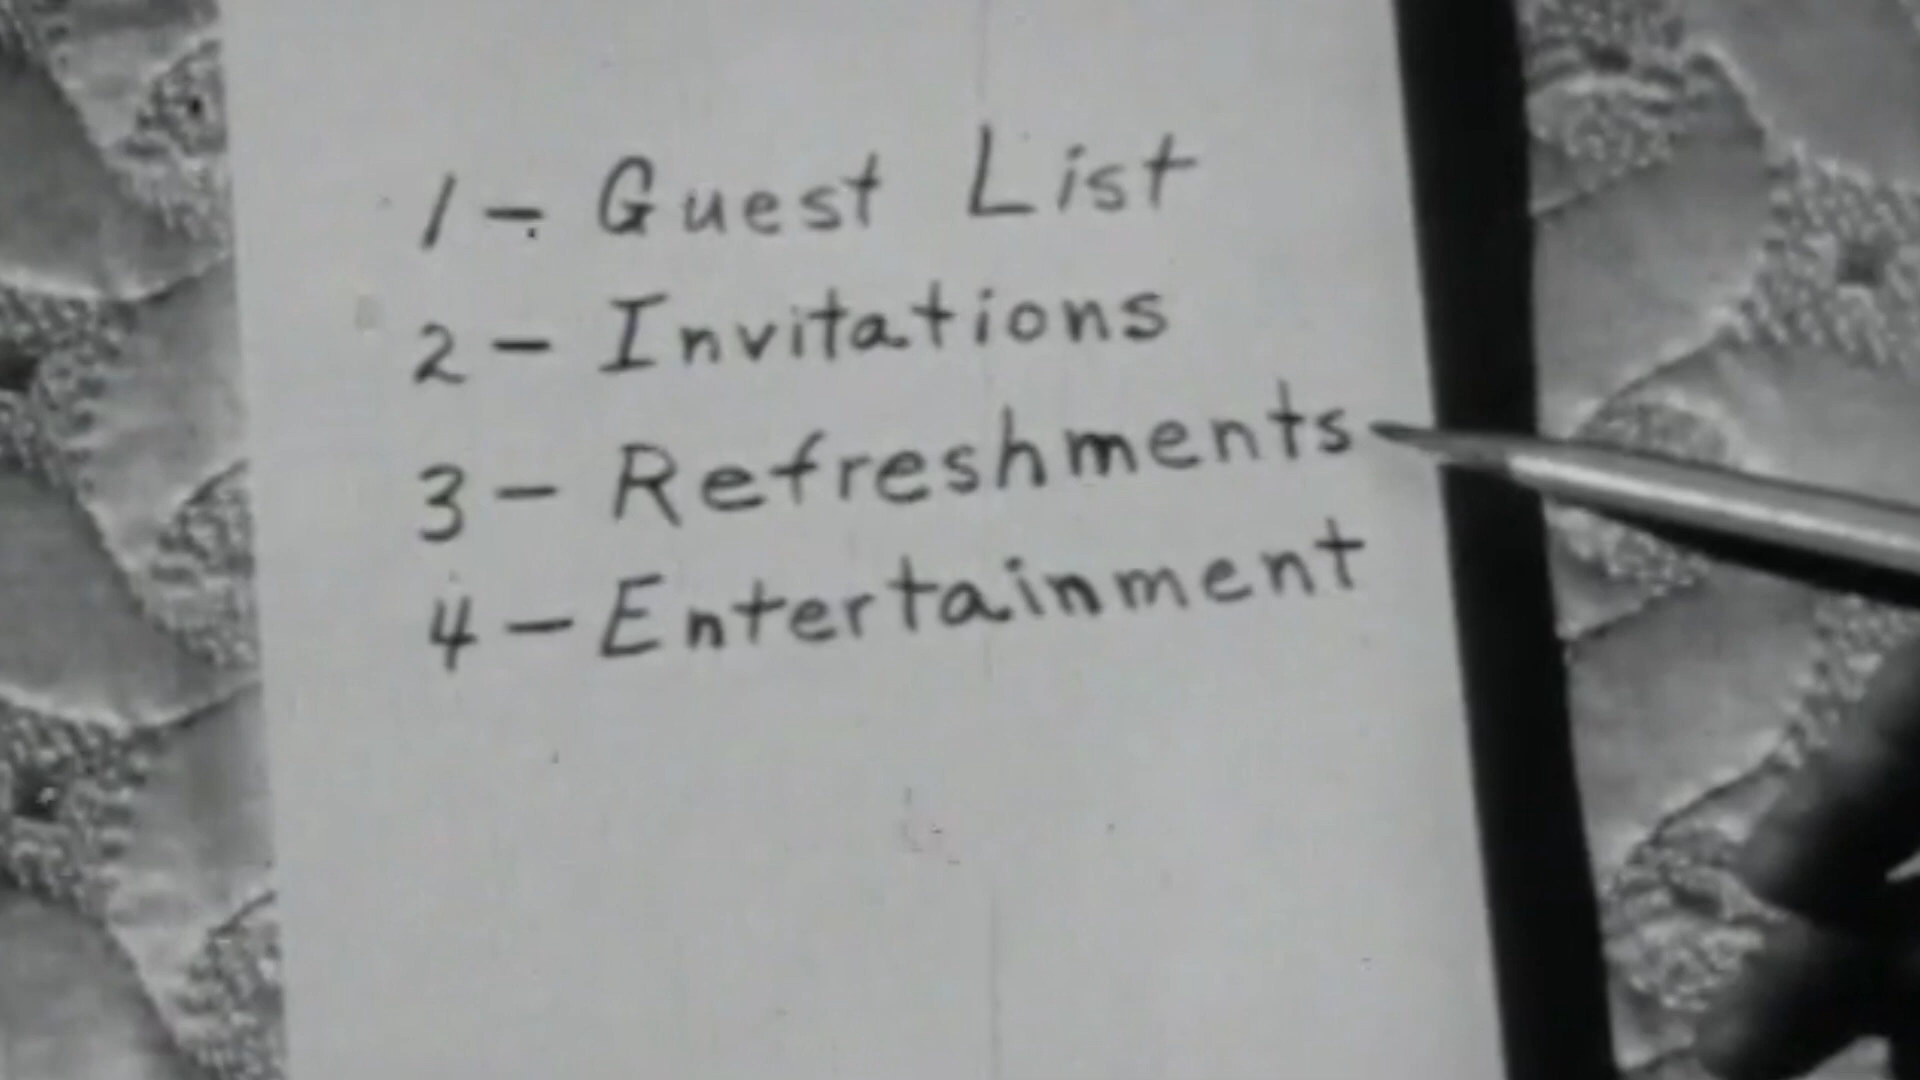 1 - Guest List
2 - Invitations
3 - Refreshments
4 - Entertainment